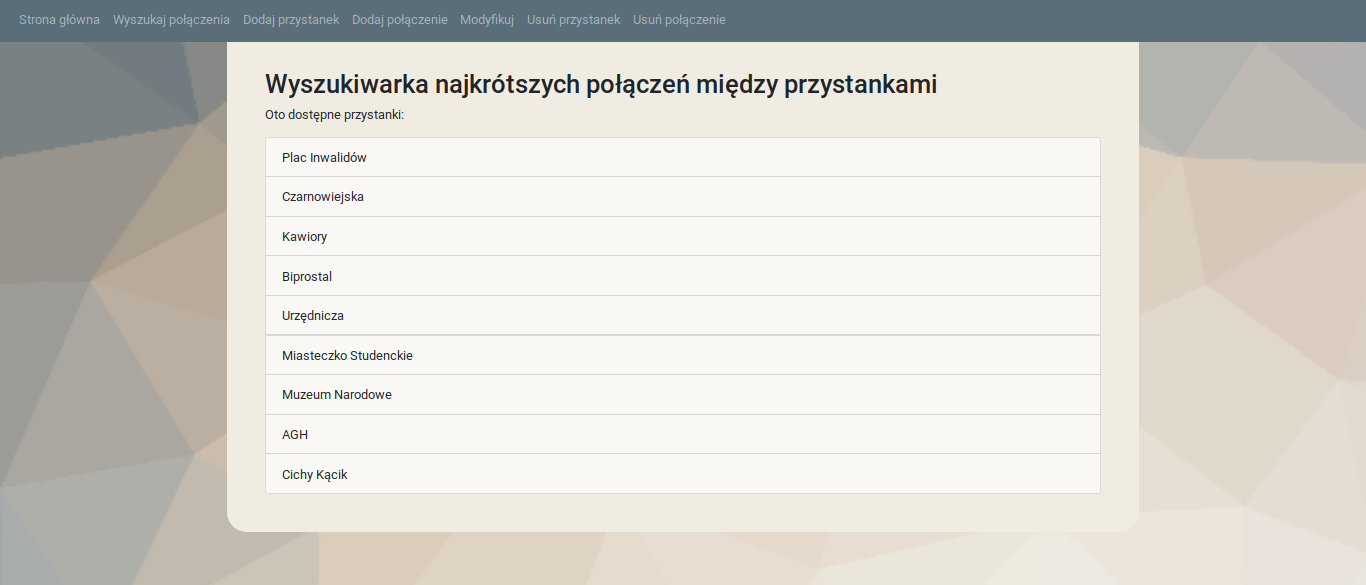 Strona główna Wyszukaj połączenia Dodaj przystanek Dodaj połączenie Modyfikuj Usuń przystanek Usuń połączenie
Wyszukiwarka najkrótszych połączeń między przystankami
Oto dostępne przystanki:
Plac Inwalidów
Czarnowiejska
Kawiory
Biprostal
Urzędnicza
Miasteczko Studenckie
Muzeum Narodowe
AGH
Cichy Kącik